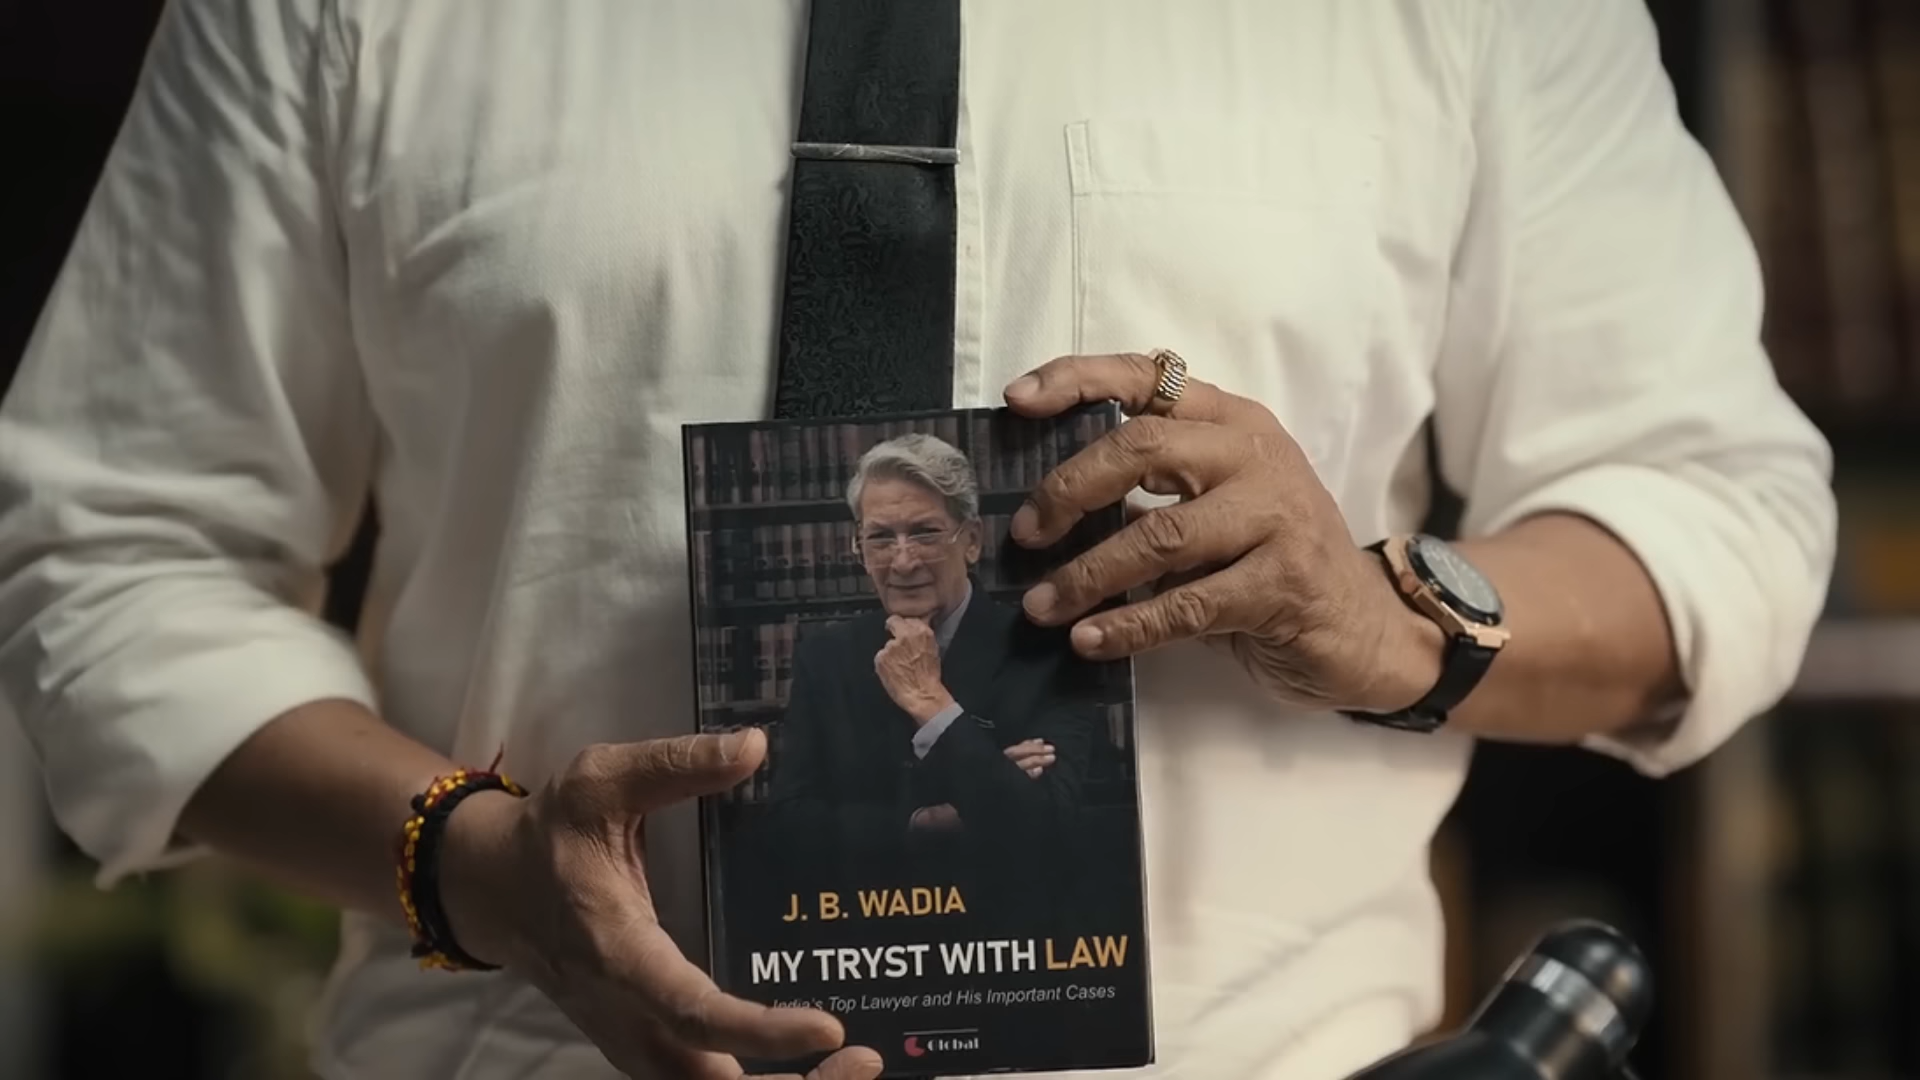 J. B. WADIA
MY TRYST WITH LAW
India's Top Lawyer and His Important Cases
Global